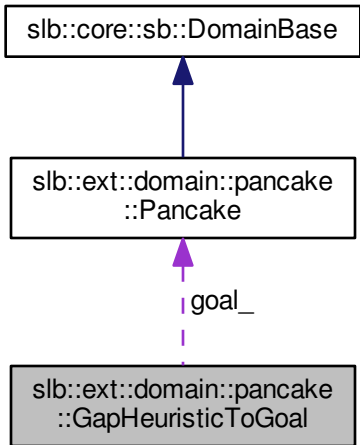 slb::core::sb::DomainBase
slb::ext::domain::pancake
::Pancake
goal_
slb::ext::domain::pancake
::GapHeuristicToGoal